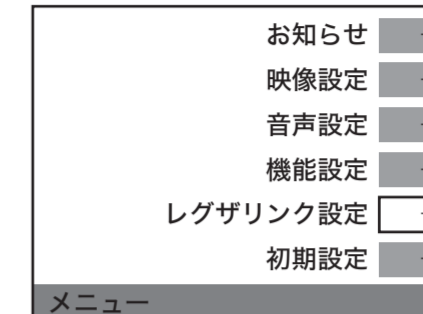 お知らせ
映像設定
音声設定
機能設定
レグザリンク設定
初期設定
メニュー